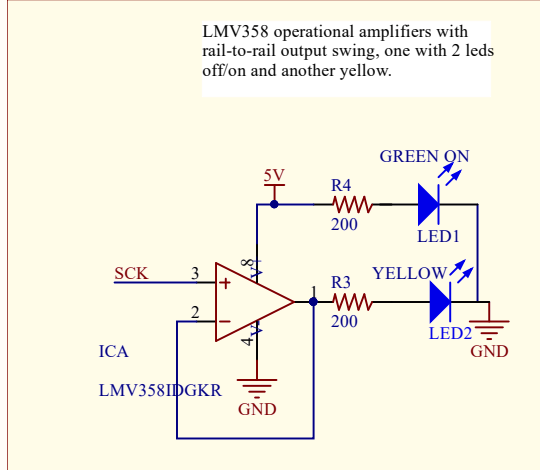 LMV358 operational amplifiers with
rail-to-rail output swing, one with 2 leds
off/on and another yellow.
GREEN ON
5V
R4
200
LED1
SCK
3
8
V
1
R3
200
YELLOW
LED2
2
4
V
GND
GND
ICA
LMV358IDGKR